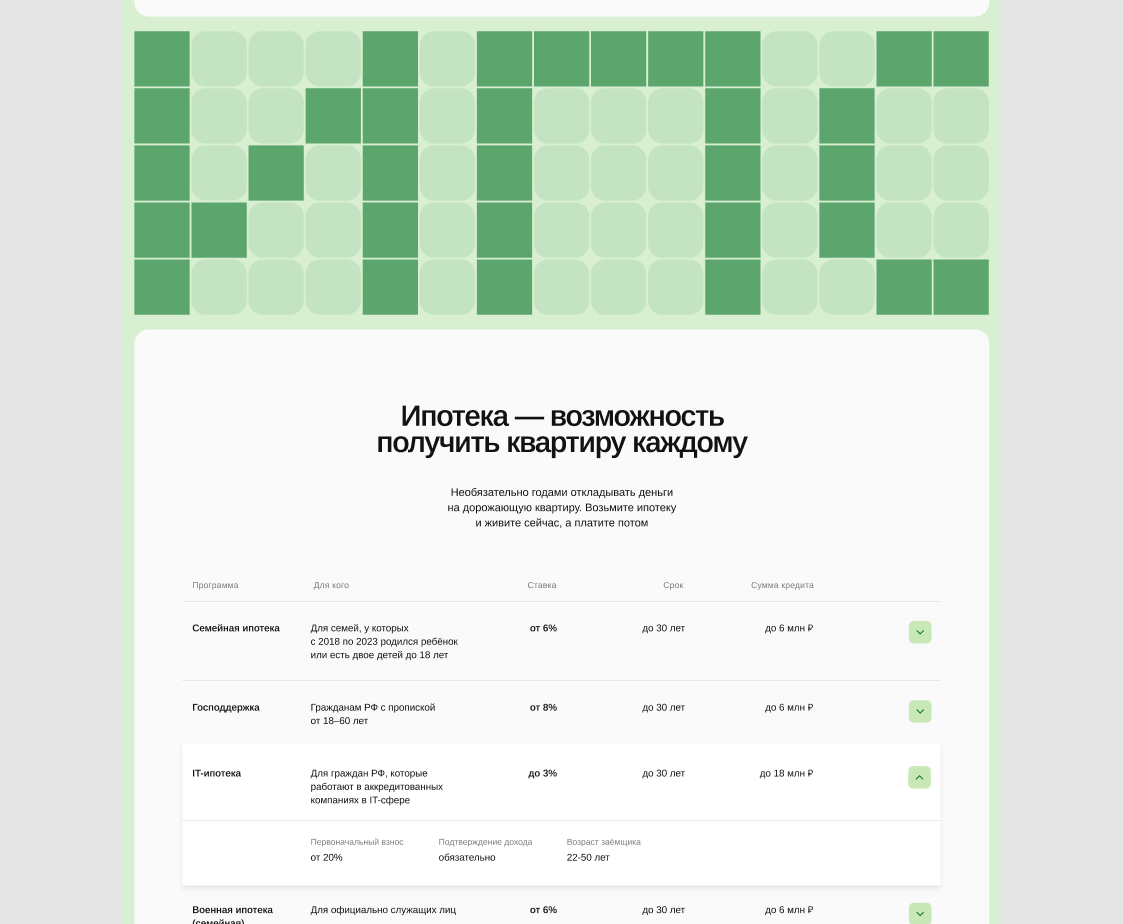 Ипотека — возможность
получить квартиру каждому
Необязательно годами откладывать деньги
на дорожающую квартиру. Возьмите ипотеку
и живите сейчас, а платите потом
Программа Для кого Ставка Срок Сумма кредита
Семейная ипотека Для семей, у которых от 6% до 30 лет до 6 млн ₽
с 2018 по 2023 родился ребёнок
или есть двое детей до 18 лет
Господдержка Гражданам РФ с пропиской от 8% до 30 лет до 6 млн ₽
от 18–60 лет
IT-ипотека Для граждан РФ, которые до 3% до 30 лет до 18 млн ₽
работают в аккредитованных
компаниях в IT-сфере
Первоначальный взнос Подтверждение дохода Возраст заёмщика
от 20% обязательно 22-50 лет
Военная ипотека Для официально служащих лиц от 6% до 30 лет до 6 млн ₽
(семейная)